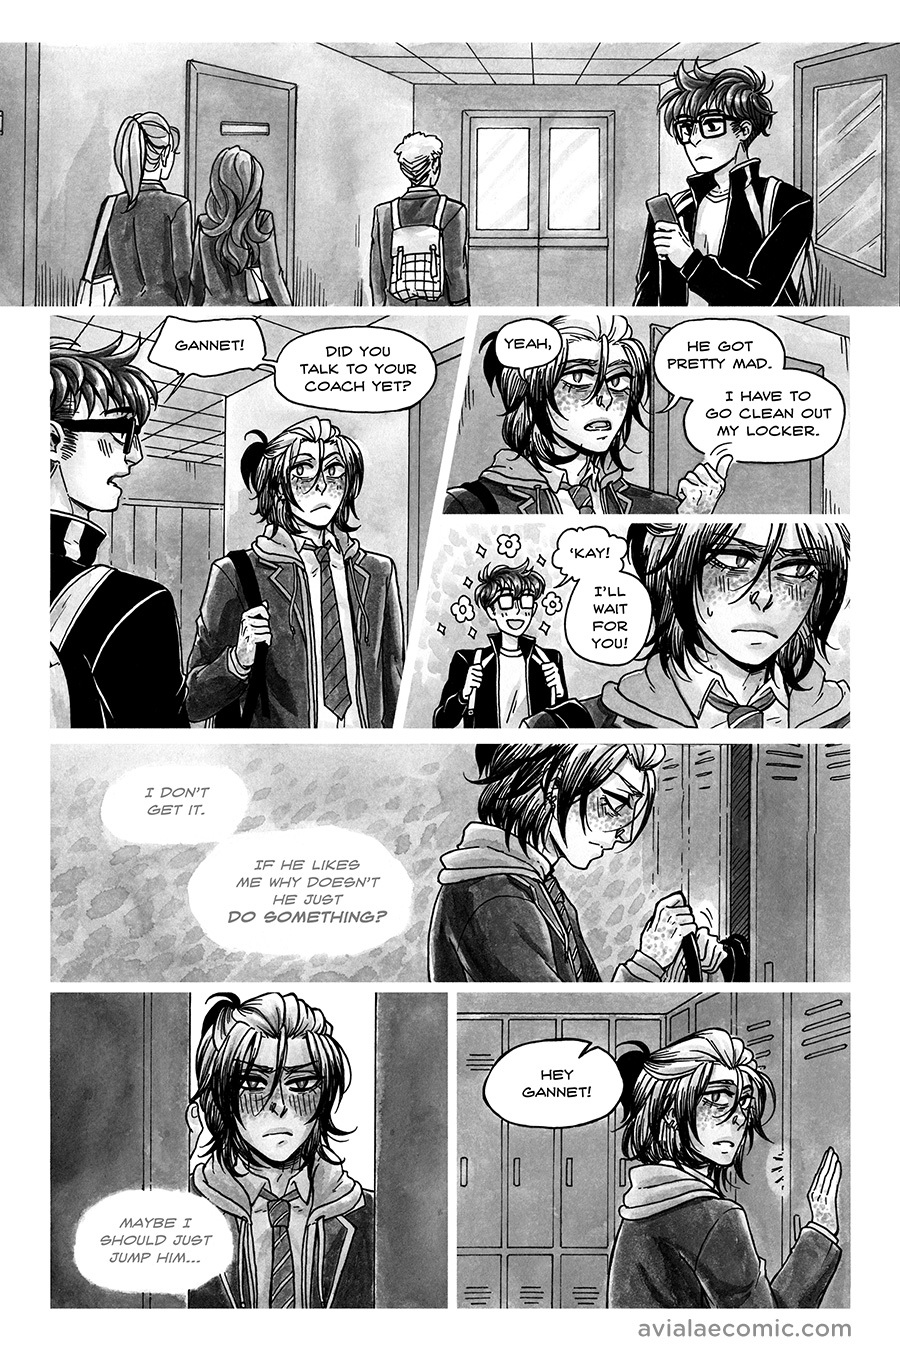 GANNET!
DID YOU
TALK TO YOUR
COACH YET?
YEAH,
HE GOT
PRETTY MAD.
I HAVE TO
GO CLEAN OUT
MY LOCKER.
'KAY!
I'LL
WAIT
FOR
YOU!
I DON'T
GET IT.
IF HE LIKES
ME WHY DOESN'T
HE JUST
DO SOMETHING?
MAYBE I
SHOULD JUST
JUMP HIM...
HEY
GANNET!
avialaecomic.com